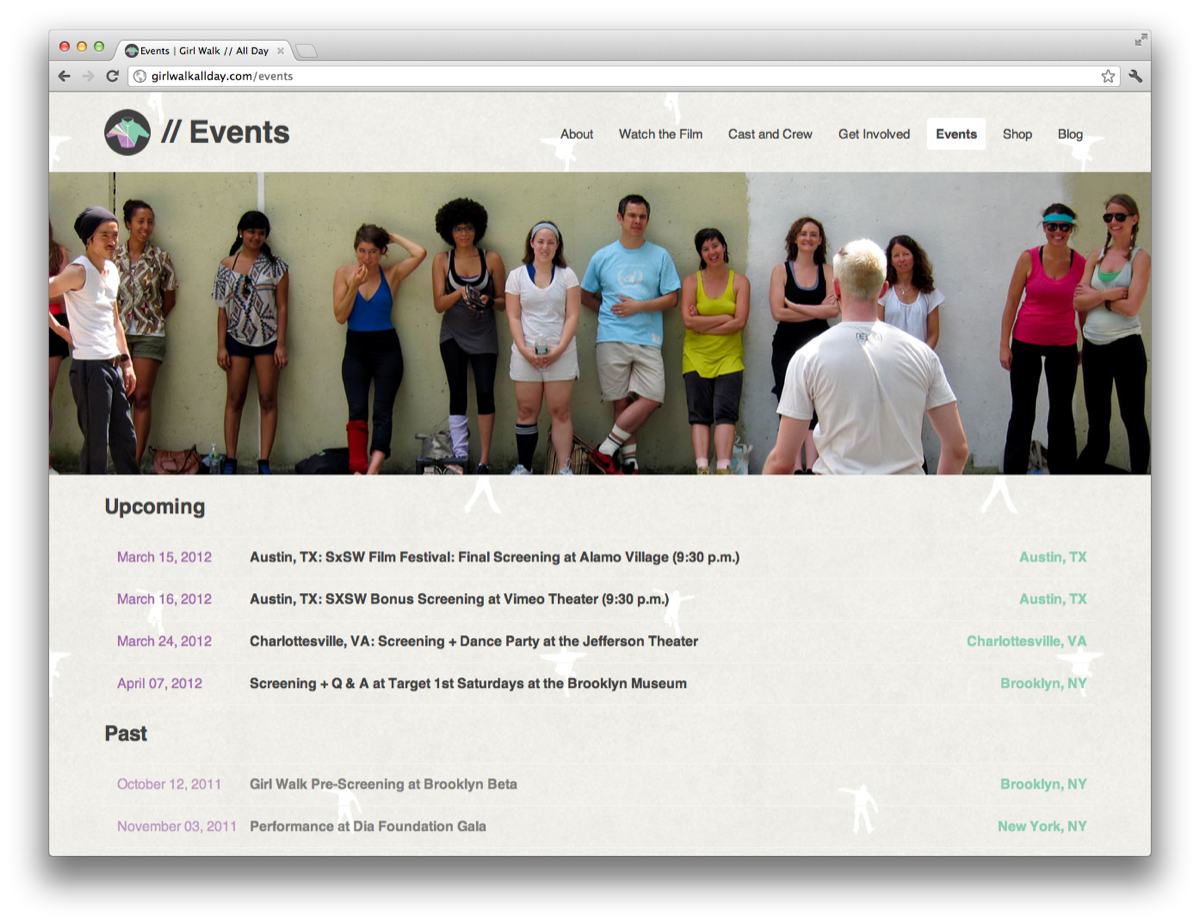 Events | Girl Walk // All Day
girlwalkallday.com/events
// Events
About Watch the Film Cast and Crew Get Involved Events Shop Blog
Upcoming
March 15, 2012 Austin, TX: SxSW Film Festival: Final Screening at Alamo Village (9:30 p.m.) Austin, TX
March 16, 2012 Austin, TX: SXSW Bonus Screening at Vimeo Theater (9:30 p.m.) Austin, TX
March 24, 2012 Charlottesville, VA: Screening + Dance Party at the Jefferson Theater Charlottesville, VA
April 07, 2012 Screening + Q & A at Target 1st Saturdays at the Brooklyn Museum Brooklyn, NY
Past
October 12, 2011 Girl Walk Pre-Screening at Brooklyn Beta Brooklyn, NY
November 03, 2011 Performance at Dia Foundation Gala New York, NY